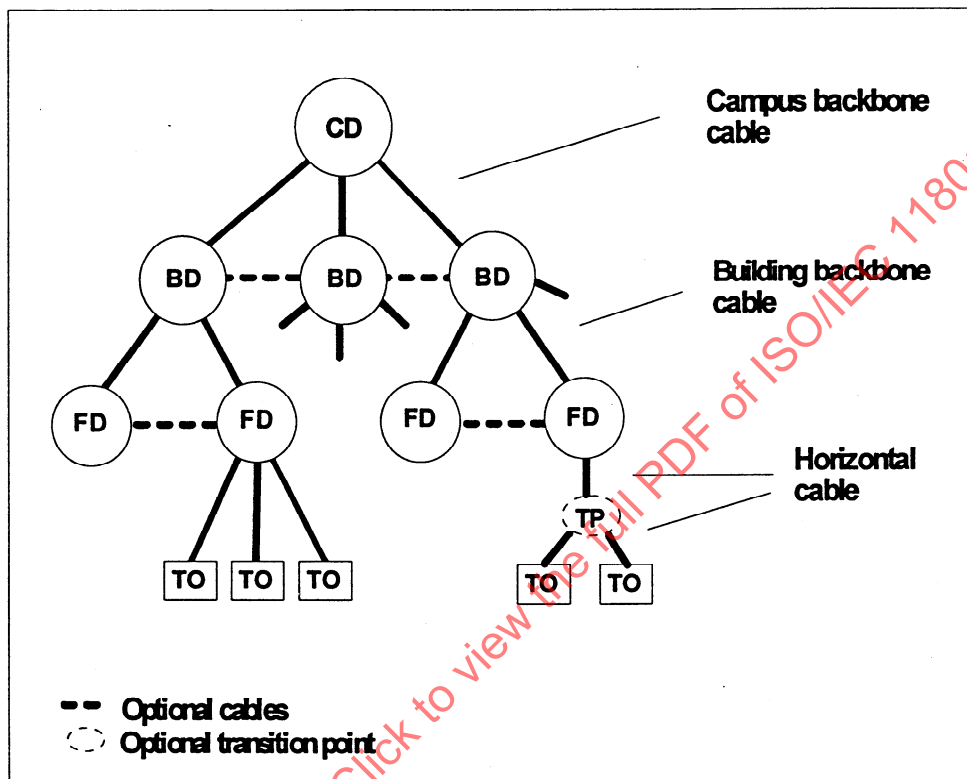 CD
Campus backbone
cable
BD
BD
BD
Building backbone
cable
FD
FD
FD
FD
Horizontal
cable
TP
TO
TO
TO
TO
TO
Optional cables
Optional transition point
Click to view the full PDF of ISO/IEC 1180